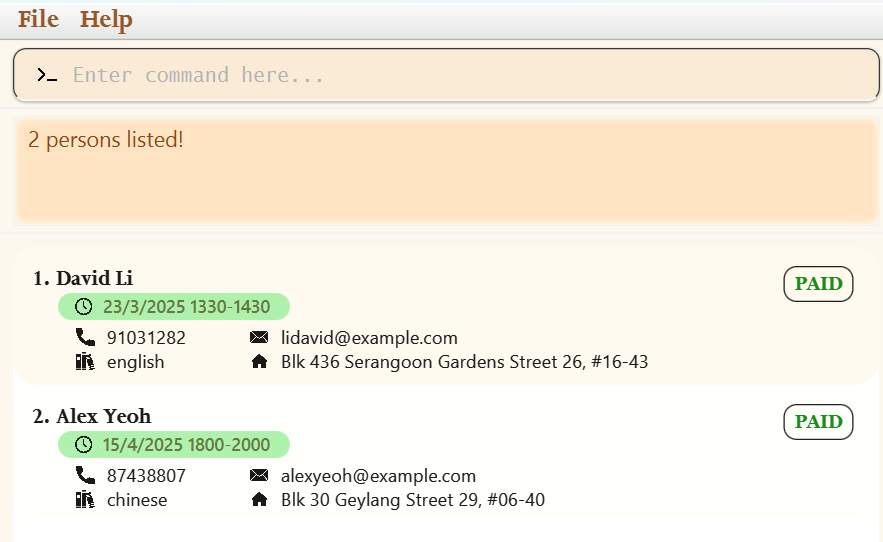 File Help
Enter command here...
2 persons listed!
1. David Li PAID
23/3/2025 1330-1430
91031282 lidavid@example.com
english Blk 436 Serangoon Gardens Street 26, #16-43
2. Alex Yeoh PAID
15/4/2025 1800-2000
87438807 alexyeoh@example.com
chinese Blk 30 Geylang Street 29, #06-40